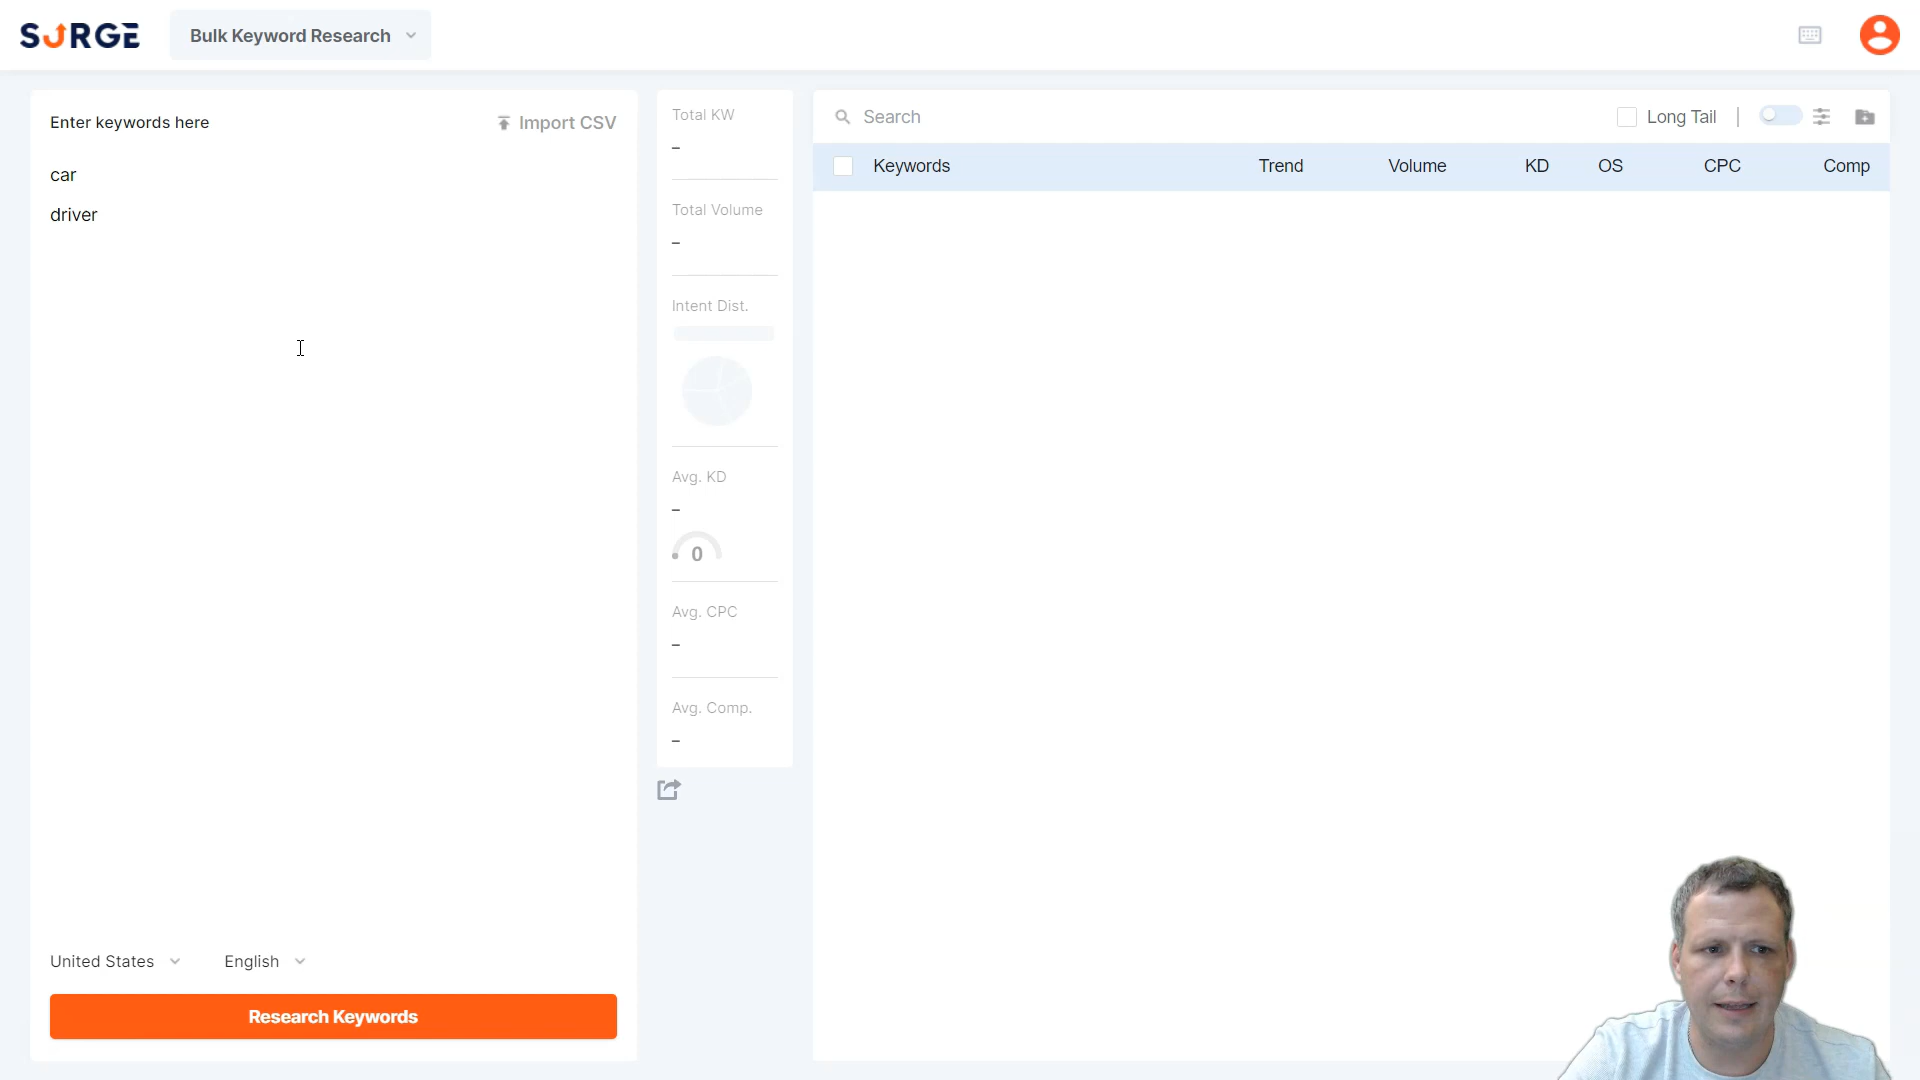 SURGE
Bulk Keyword Research
Enter keywords here
Import CSV
car
driver
United States
English
Research Keywords
Total KW
–
Total Volume
–
Intent Dist.
Avg. KD
–
0
Avg. CPC
–
Avg. Comp.
–
Search
Long Tail |
Keywords Trend Volume KD OS CPC Comp